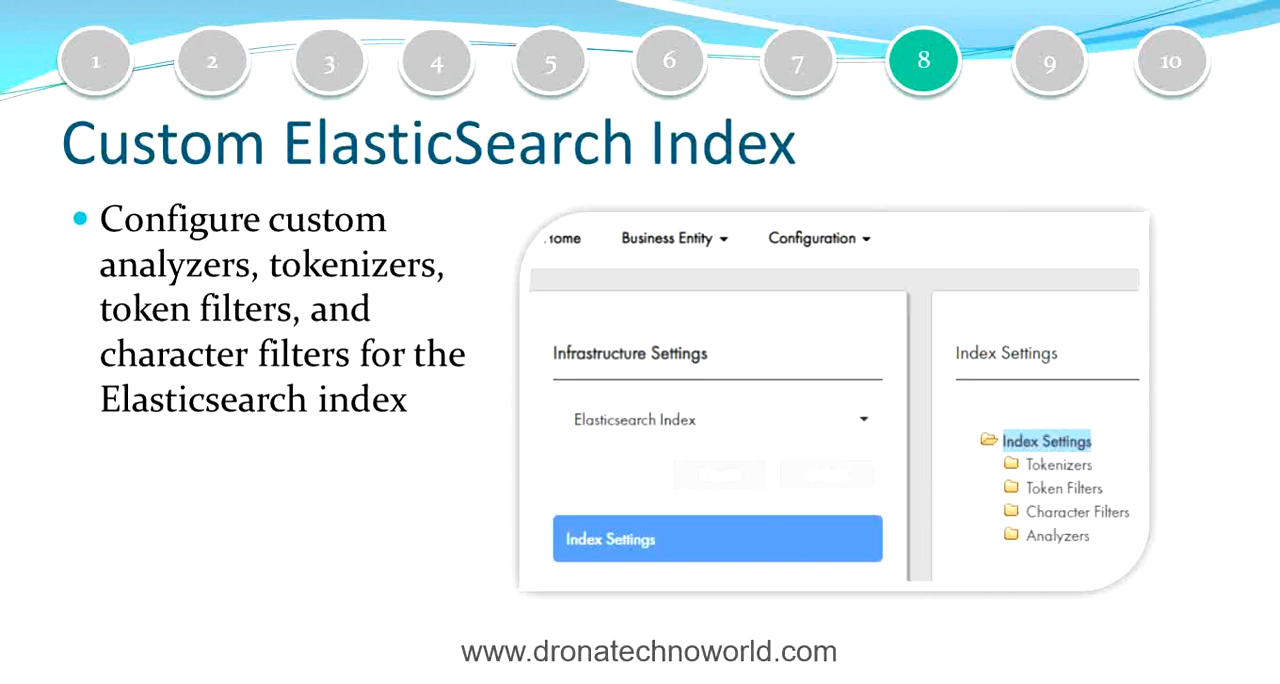 1 2 3 4 5 6 7 8 9 10
Custom ElasticSearch Index
Configure custom
analyzers, tokenizers,
token filters, and
character filters for the
Elasticsearch index
Business Entity Configuration
Infrastructure Settings
Elasticsearch Index
Index Settings
Index Settings
Index Settings
Tokenizers
Token Filters
Character Filters
Analyzers
www.dronatechnoworld.com